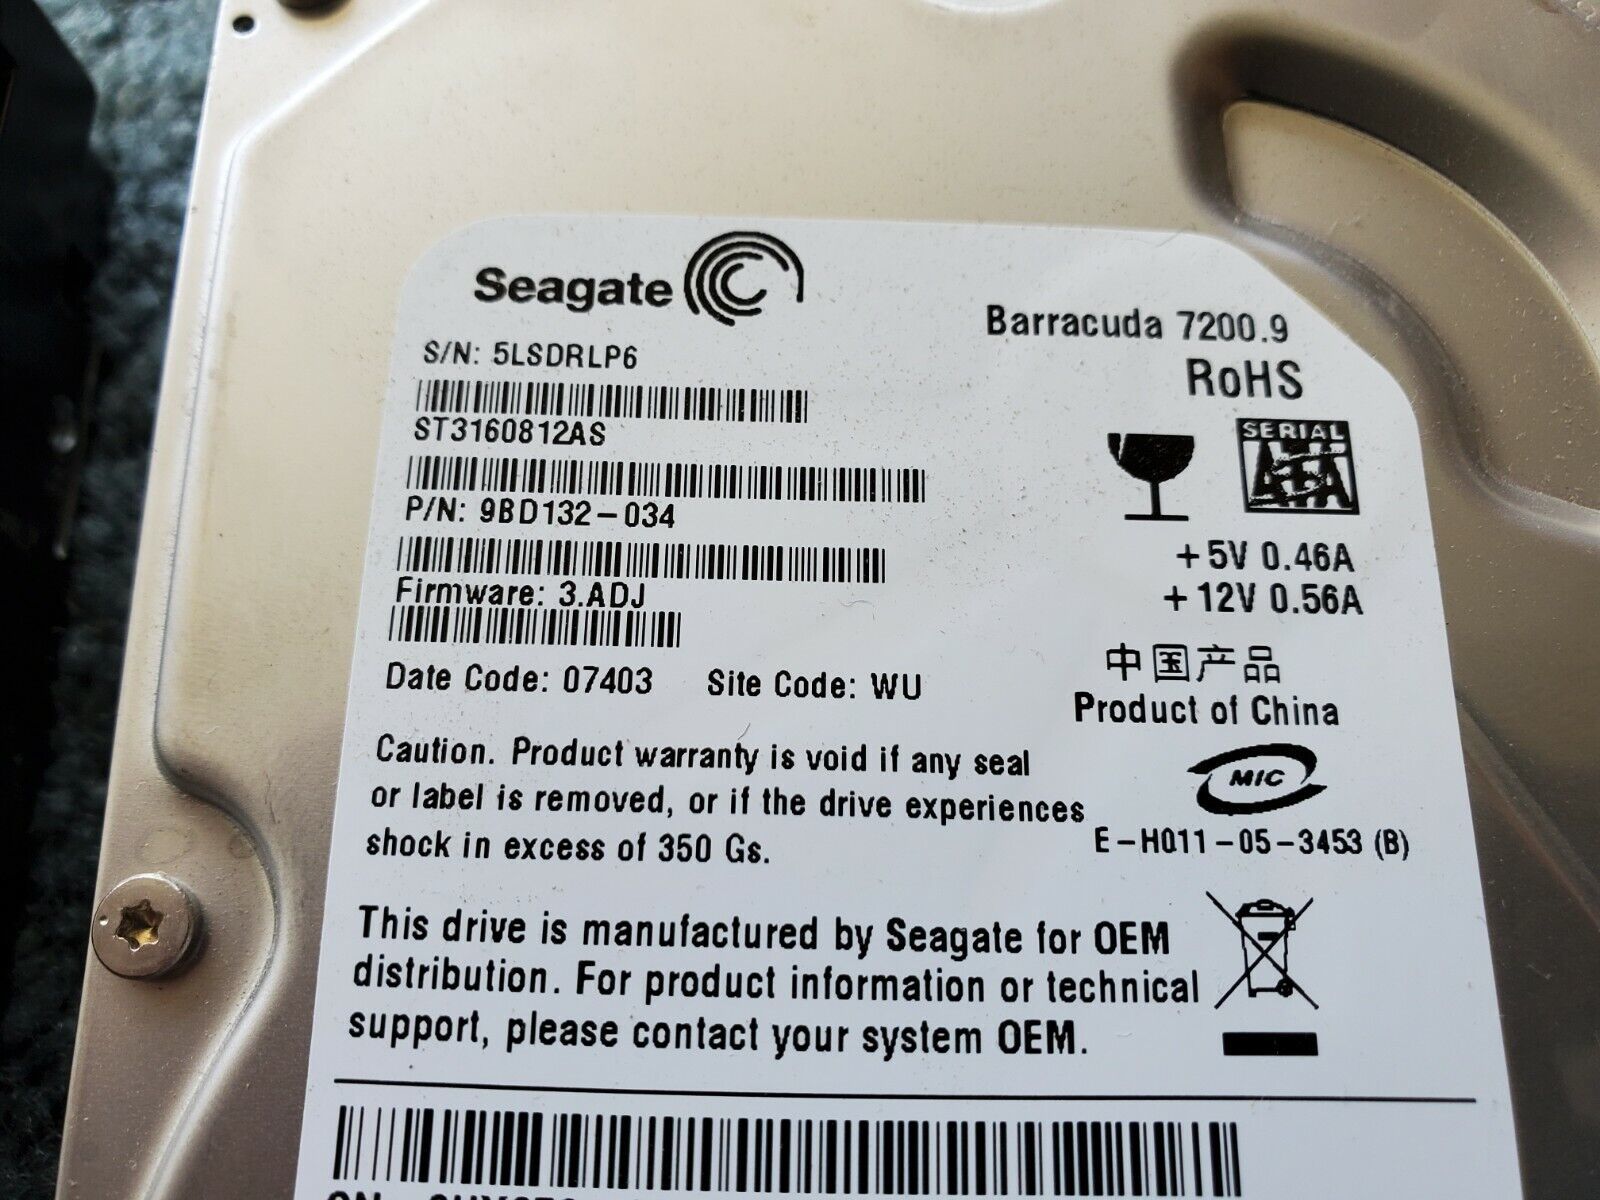 Seagate
Barracuda 7200.9
RoHS
S/N: 5LSDRLP6
ST3160812AS
SERIAL
ATA
P/N: 9BD132-034
+5V 0.46A
Firmware: 3.ADJ
+12V 0.56A
Date Code: 07403 Site Code: WU
中国产品
Product of China
Caution. Product warranty is void if any seal
or label is removed, or if the drive experiences
shock in excess of 350 Gs.
MIC
E-H011-05-3453 (B)
This drive is manufactured by Seagate for OEM
distribution. For product information or technical
support, please contact your system OEM.